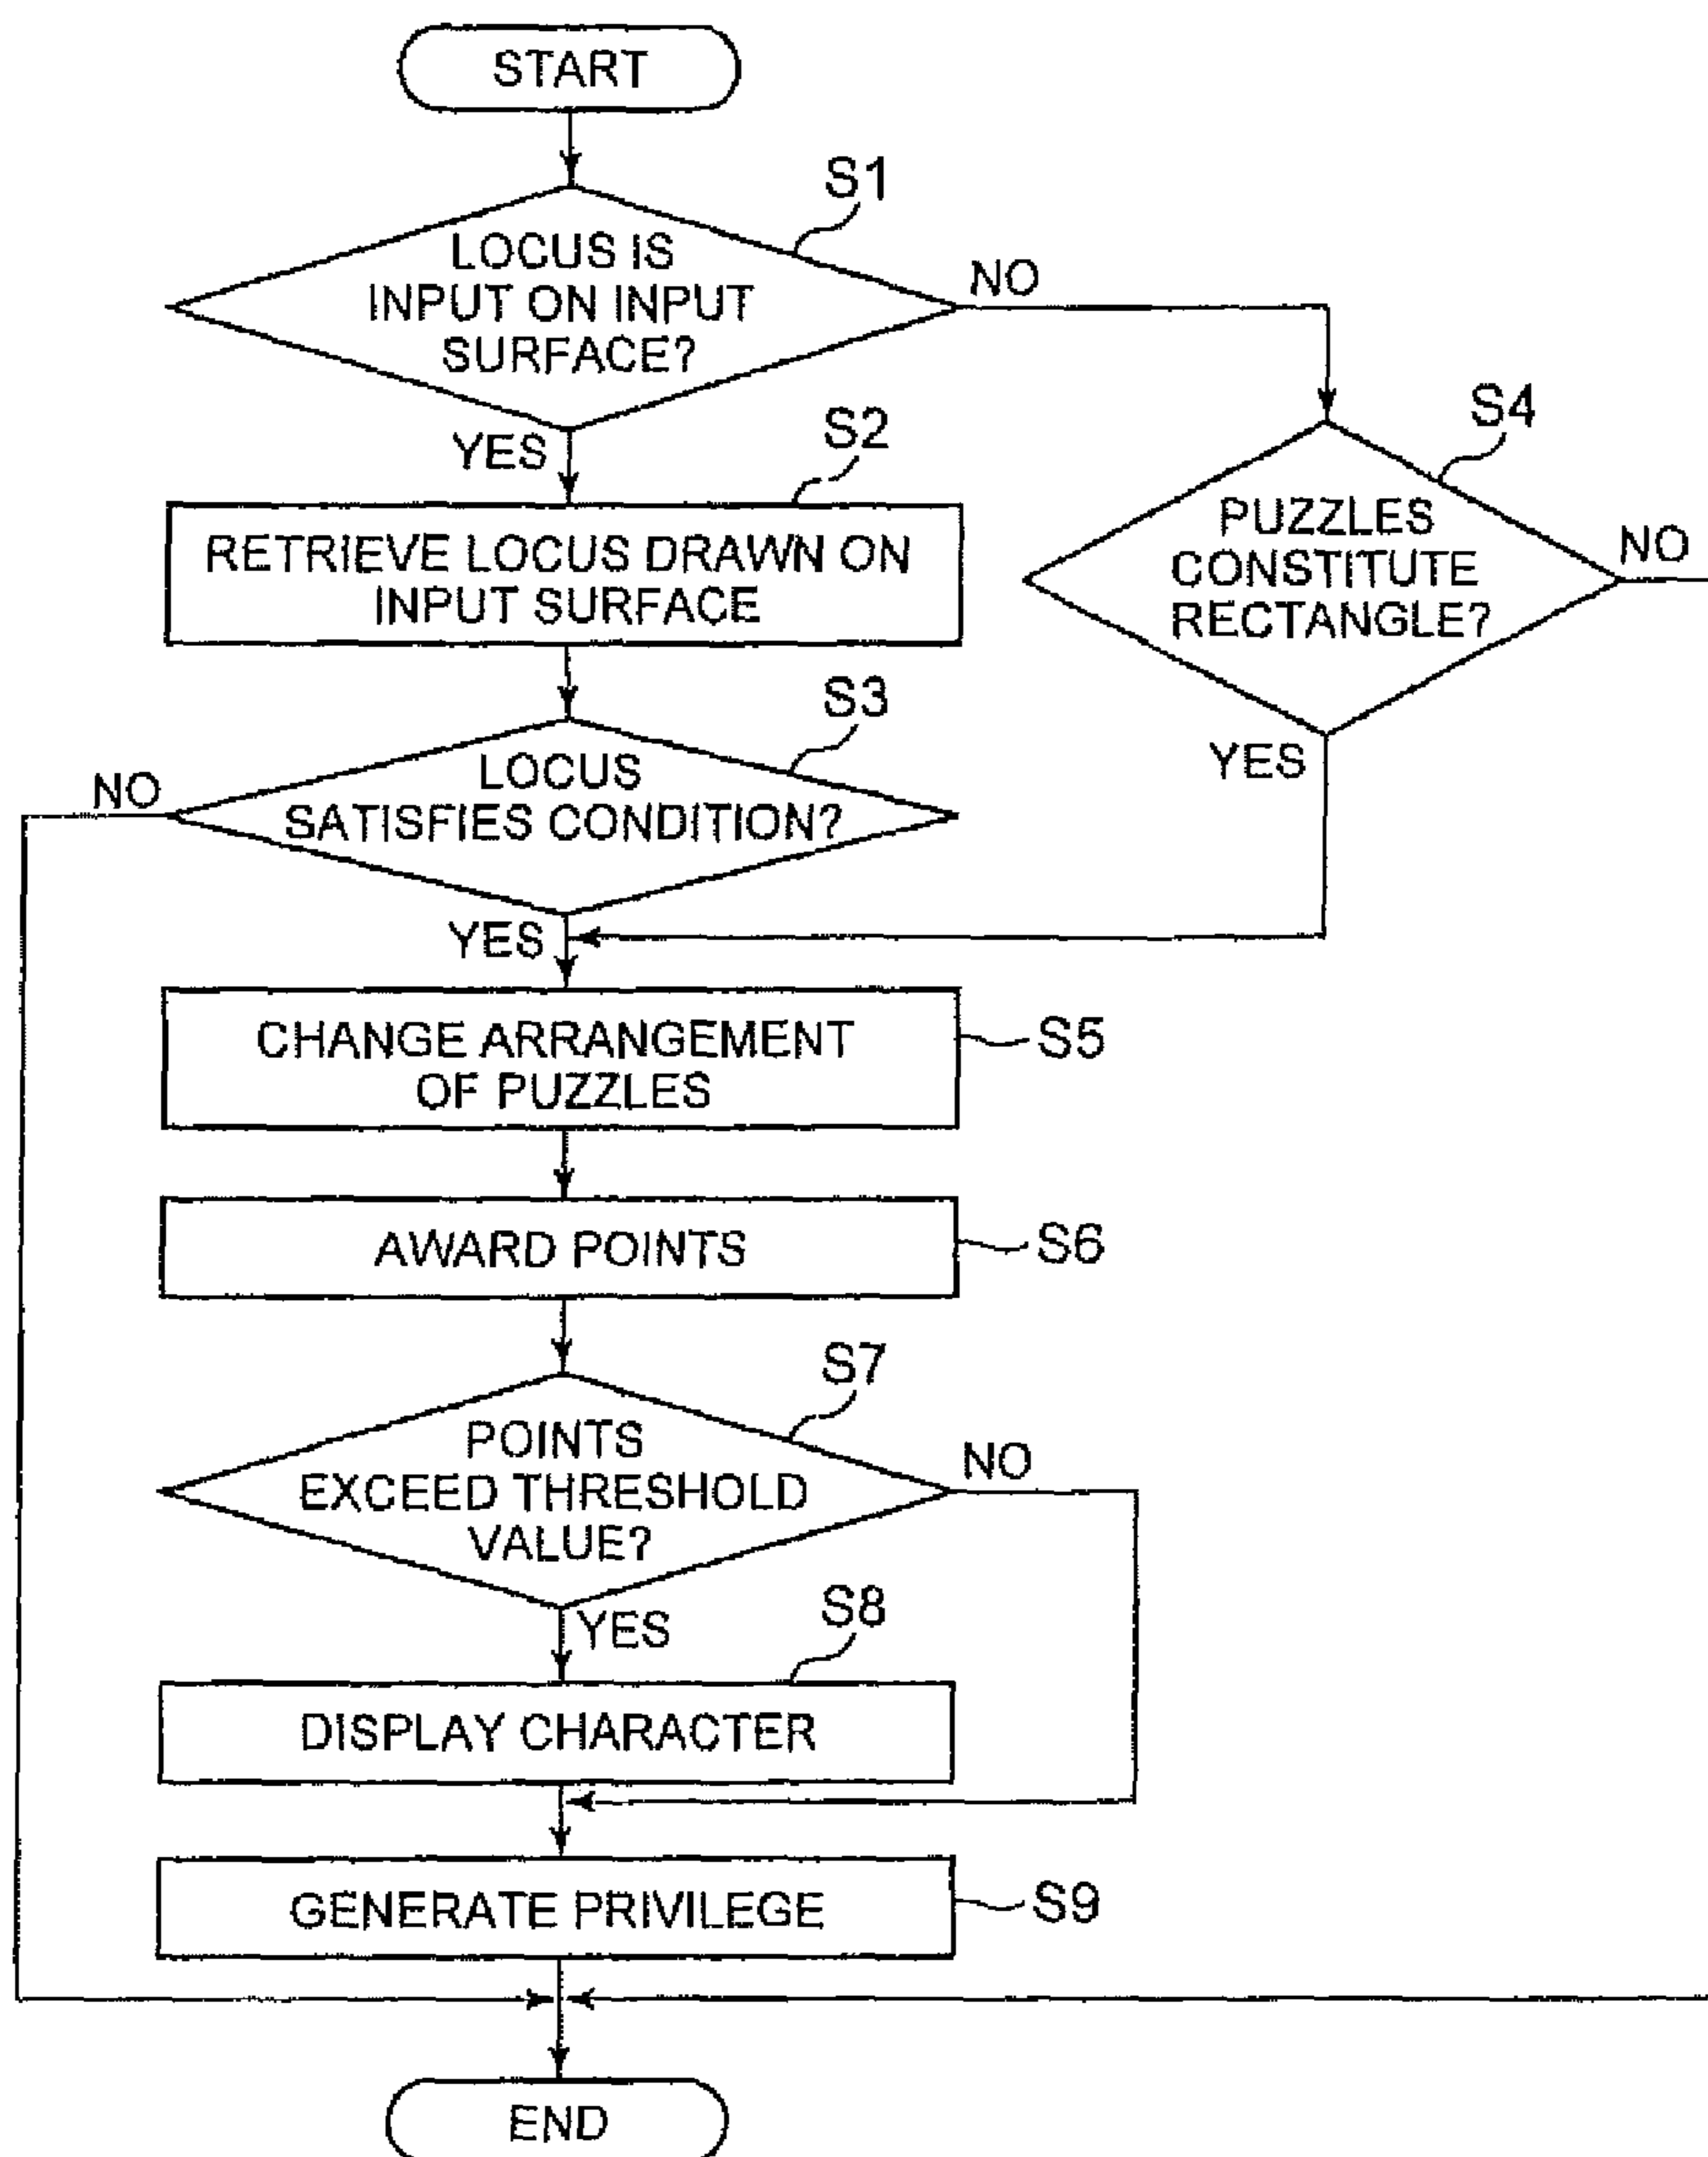 START
S1
LOCUS IS
INPUT ON INPUT
SURFACE?
NO
YES
S2
RETRIEVE LOCUS DRAWN ON
INPUT SURFACE
S4
PUZZLES
CONSTITUTE
RECTANGLE?
NO
YES
S3
LOCUS
SATISFIES CONDITION?
NO
YES
CHANGE ARRANGEMENT
OF PUZZLES
S5
AWARD POINTS
S6
S7
POINTS
EXCEED THRESHOLD
VALUE?
NO
YES
S8
DISPLAY CHARACTER
GENERATE PRIVILEGE
S9
END